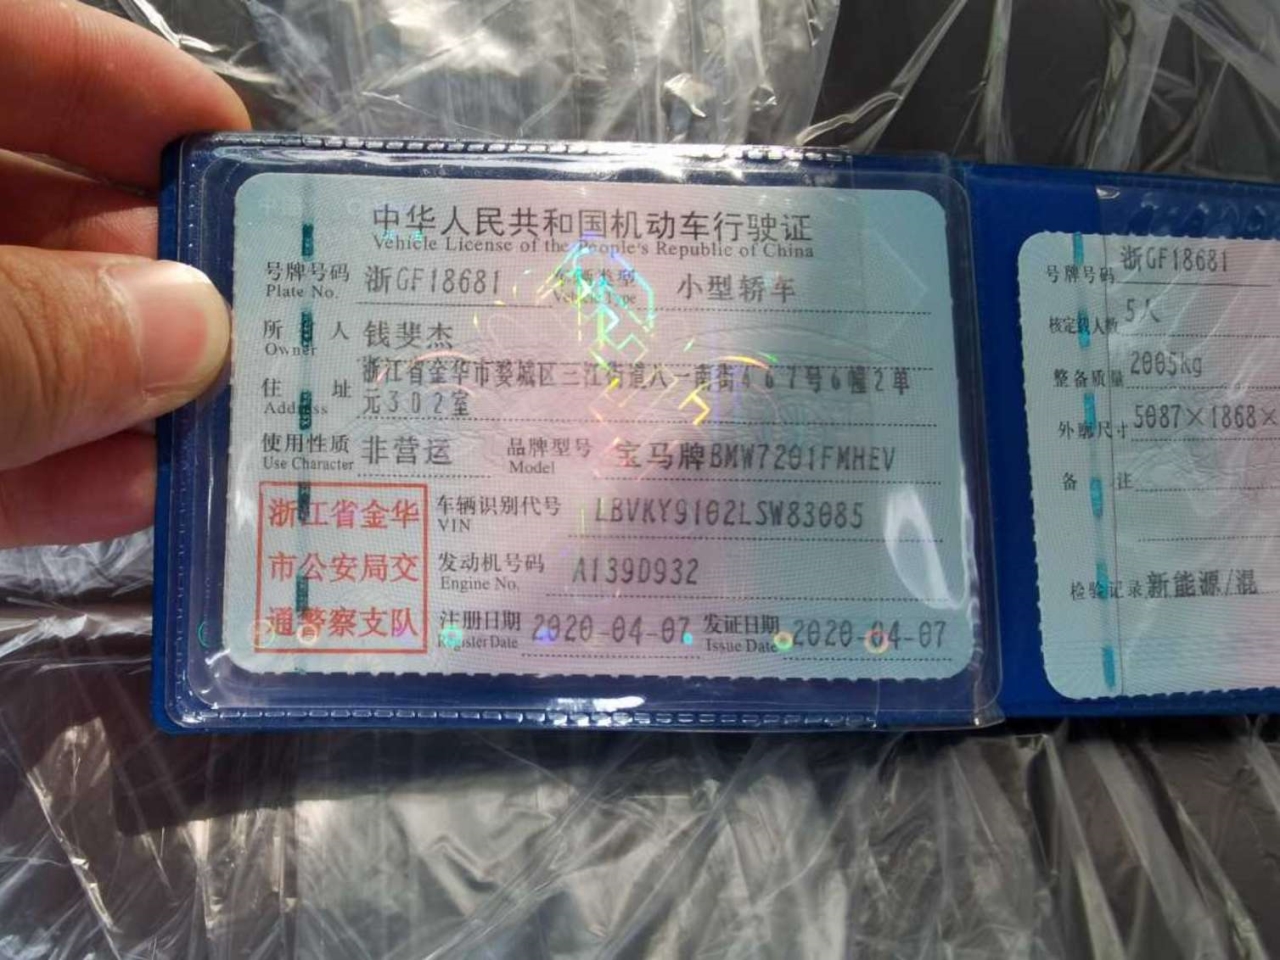 中华人民共和国机动车行驶证
Vehicle License of the People's Republic of China
号牌号码 浙GF18681 车辆类型 小型轿车
Plate No. Vehicle Type
所有人 钱斐杰
Owner
住址 浙江省金华市婺城区三江街道八一南街467号6幢2单
元302室
Address
使用性质 非营运 品牌型号 宝马牌BMW7201FMHEV
Use Character Model
浙江省金华
市公安局交
通警察支队
车辆识别代号 LBVKY9102LSW83085
VIN
发动机号码 A139D932
Engine No.
注册日期 2020-04-07 发证日期 2020-04-07
Register Date Issue Date
号牌号码 浙GF18681
核定载人数 5人
整备质量 2005kg
外廓尺寸 5087×1868×
备注
检验记录 新能源/混